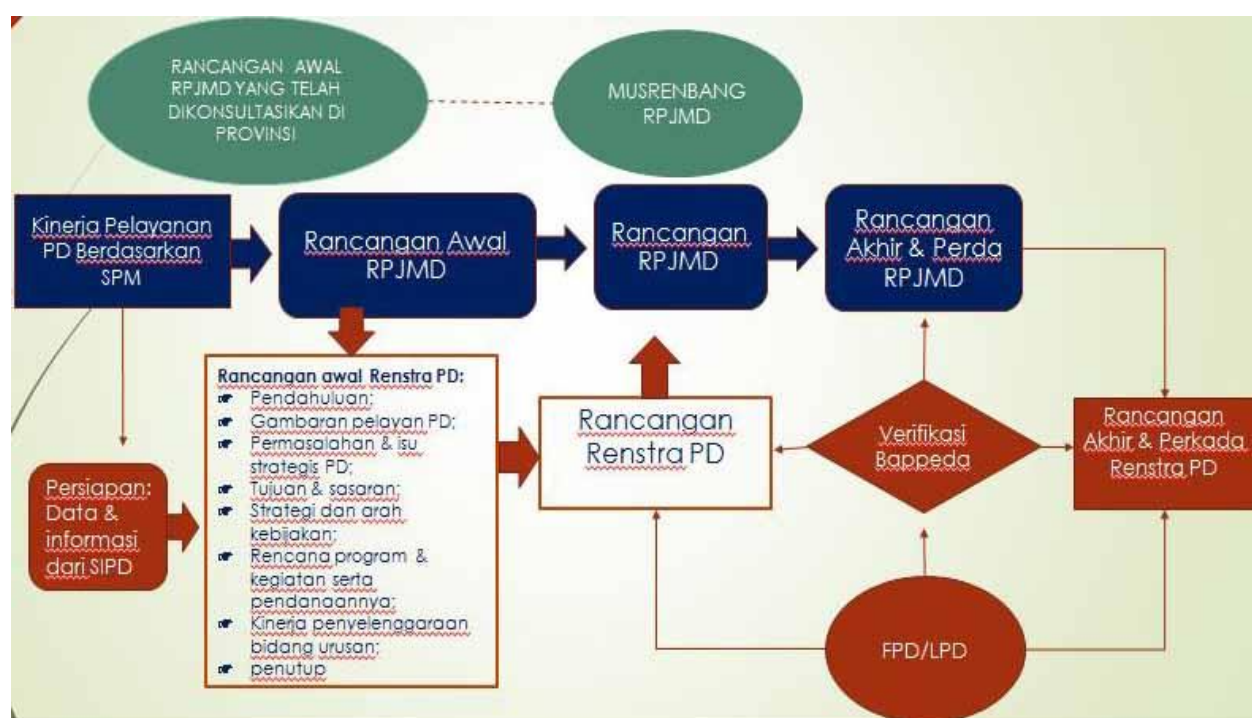 RANCANGAN AWAL
RPJMD YANG TELAH
DIKONSULTASIKAN DI
PROVINSI
MUSRENBANG
RPJMD
Kinerja Pelayanan
PD Berdasarkan
SPM
Rancangan Awal
RPJMD
Rancangan
RPJMD
Rancangan
Akhir & Perda
RPJMD
Rancangan awal Renstra PD:
Pendahuluan;
Gambaran pelayan PD;
Permasalahan & isu
strategis PD;
Tujuan & sasaran;
Strategi dan arah
kebijakan;
Rencana program &
kegiatan serta
pendanaannya;
Kinerja penyelenggaraan
bidang urusan;
penutup
Persiapan:
Data &
informasi
dari SIPD
Rancangan
Renstra PD
Verifikasi
Bappeda
Rancangan
Akhir & Perkada
Renstra PD
FPD/LPD